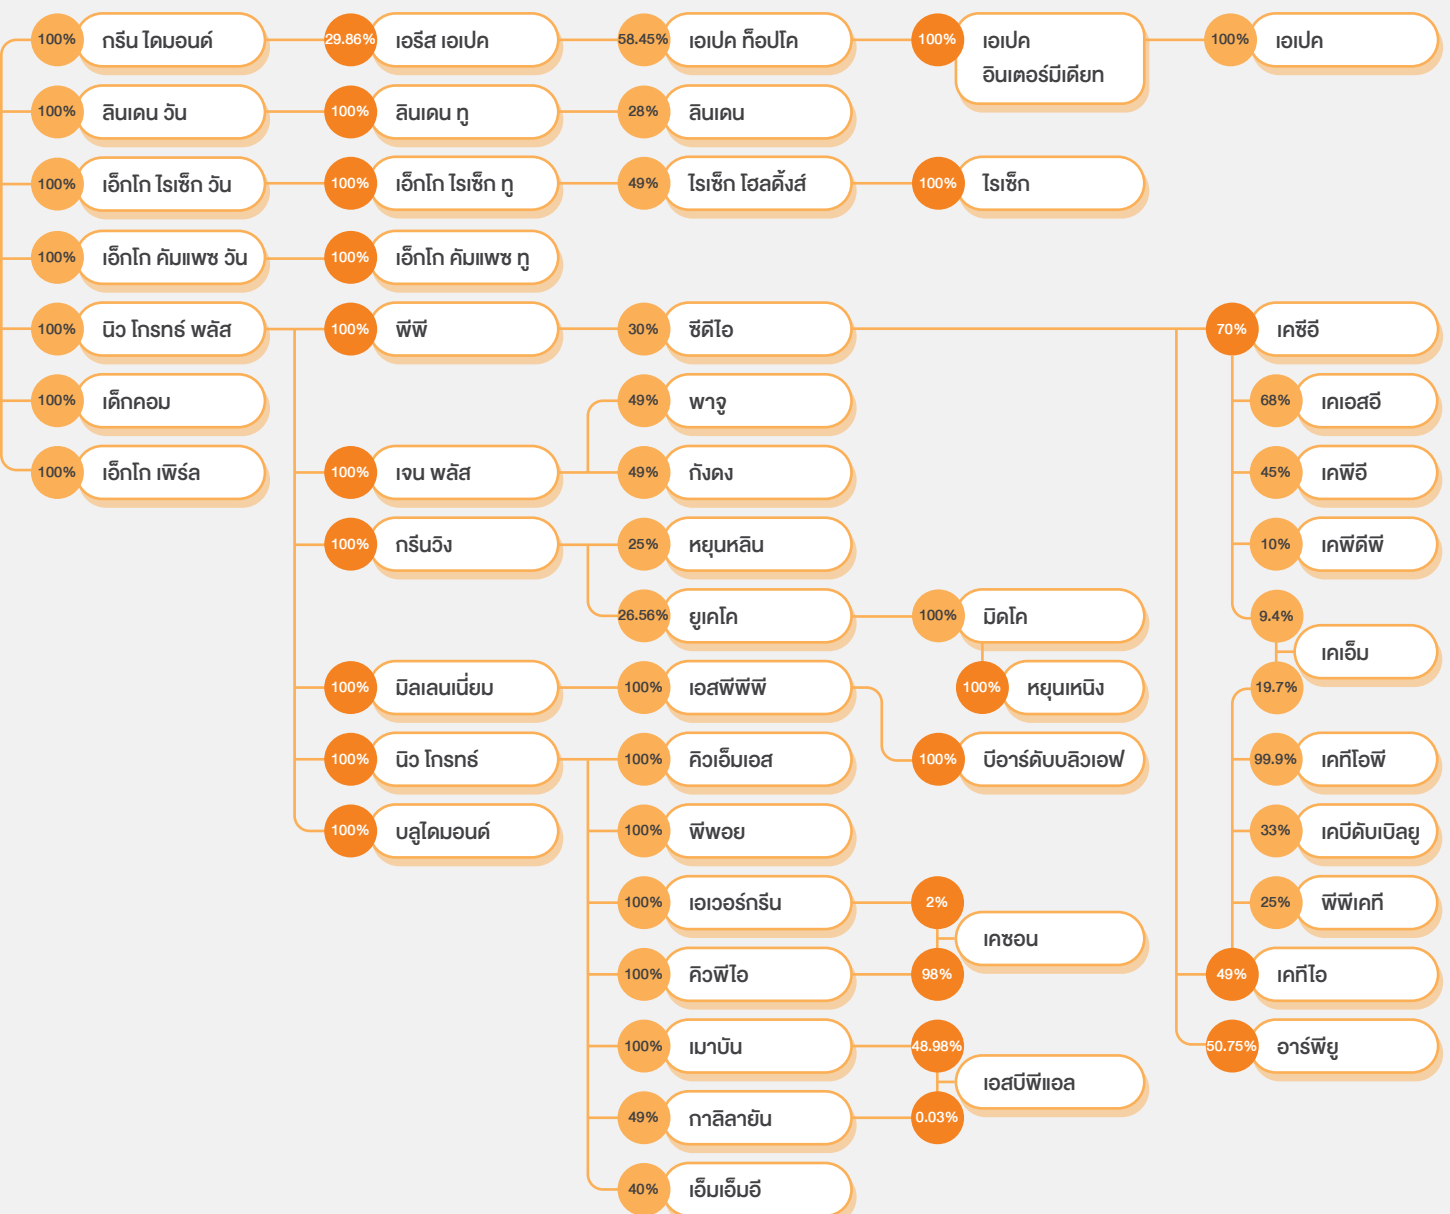 100% กรีน ไดมอนด์ 29.86% เอรีส เอเปค 58.45% เอเปค ท็อปโค 100% เอเปค 100% เอเปค
อินเตอร์มีเดียท
100% ลินเดน วัน 100% ลินเดน ทู 28% ลินเดน
100% เอ็กโก ไรเซ็ก วัน 100% เอ็กโก ไรเซ็ก ทู 49% ไรเซ็ก โฮลดิ้งส์ 100% ไรเซ็ก
100% เอ็กโก คัมแพซ วัน 100% เอ็กโก คัมแพซ ทู
100% นิว โกรทธ์ พลัส 100% พีพี 30% ซีดีไอ 70% เคซีอี
100% เด็กคอม 49% พาจู 68% เคเอสอี
100% เอ็กโก เพิร์ล 100% เจน พลัส 49% กังดง 45% เคพีอี
100% กรีนวิง 25% หยุนหลิน 10% เคพีดีพี
26.56% ยูเคโค 100% มิดโค 9.4%
เคเอ็ม
100% มิลเลนเนี่ยม 100% เอสพีพีพี 100% หยุนเหนิง 19.7%
100% นิว โกรทธ์ 100% คิวเอ็มเอส 100% บีอาร์ดับบลิวเอฟ 99.9% เคทีโอพี
100% บลูไดมอนด์ 100% พีพอย 33% เคบีดับเบิลยู
100% เอเวอร์กรีน 2% 25% พีพีเคที
เคซอน
100% คิวพีไอ 98% 49% เคทีไอ
100% เมาบัน 48.98% 50.75% อาร์พียู
เอสบีพีแอล
49% กาลิลายัน 0.03%
40% เอ็มเอ็มอี